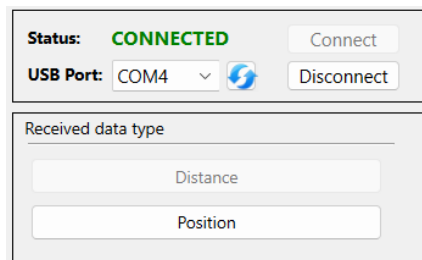 Status: CONNECTED Connect
USB Port: COM4 Disconnect
Received data type
Distance
Position